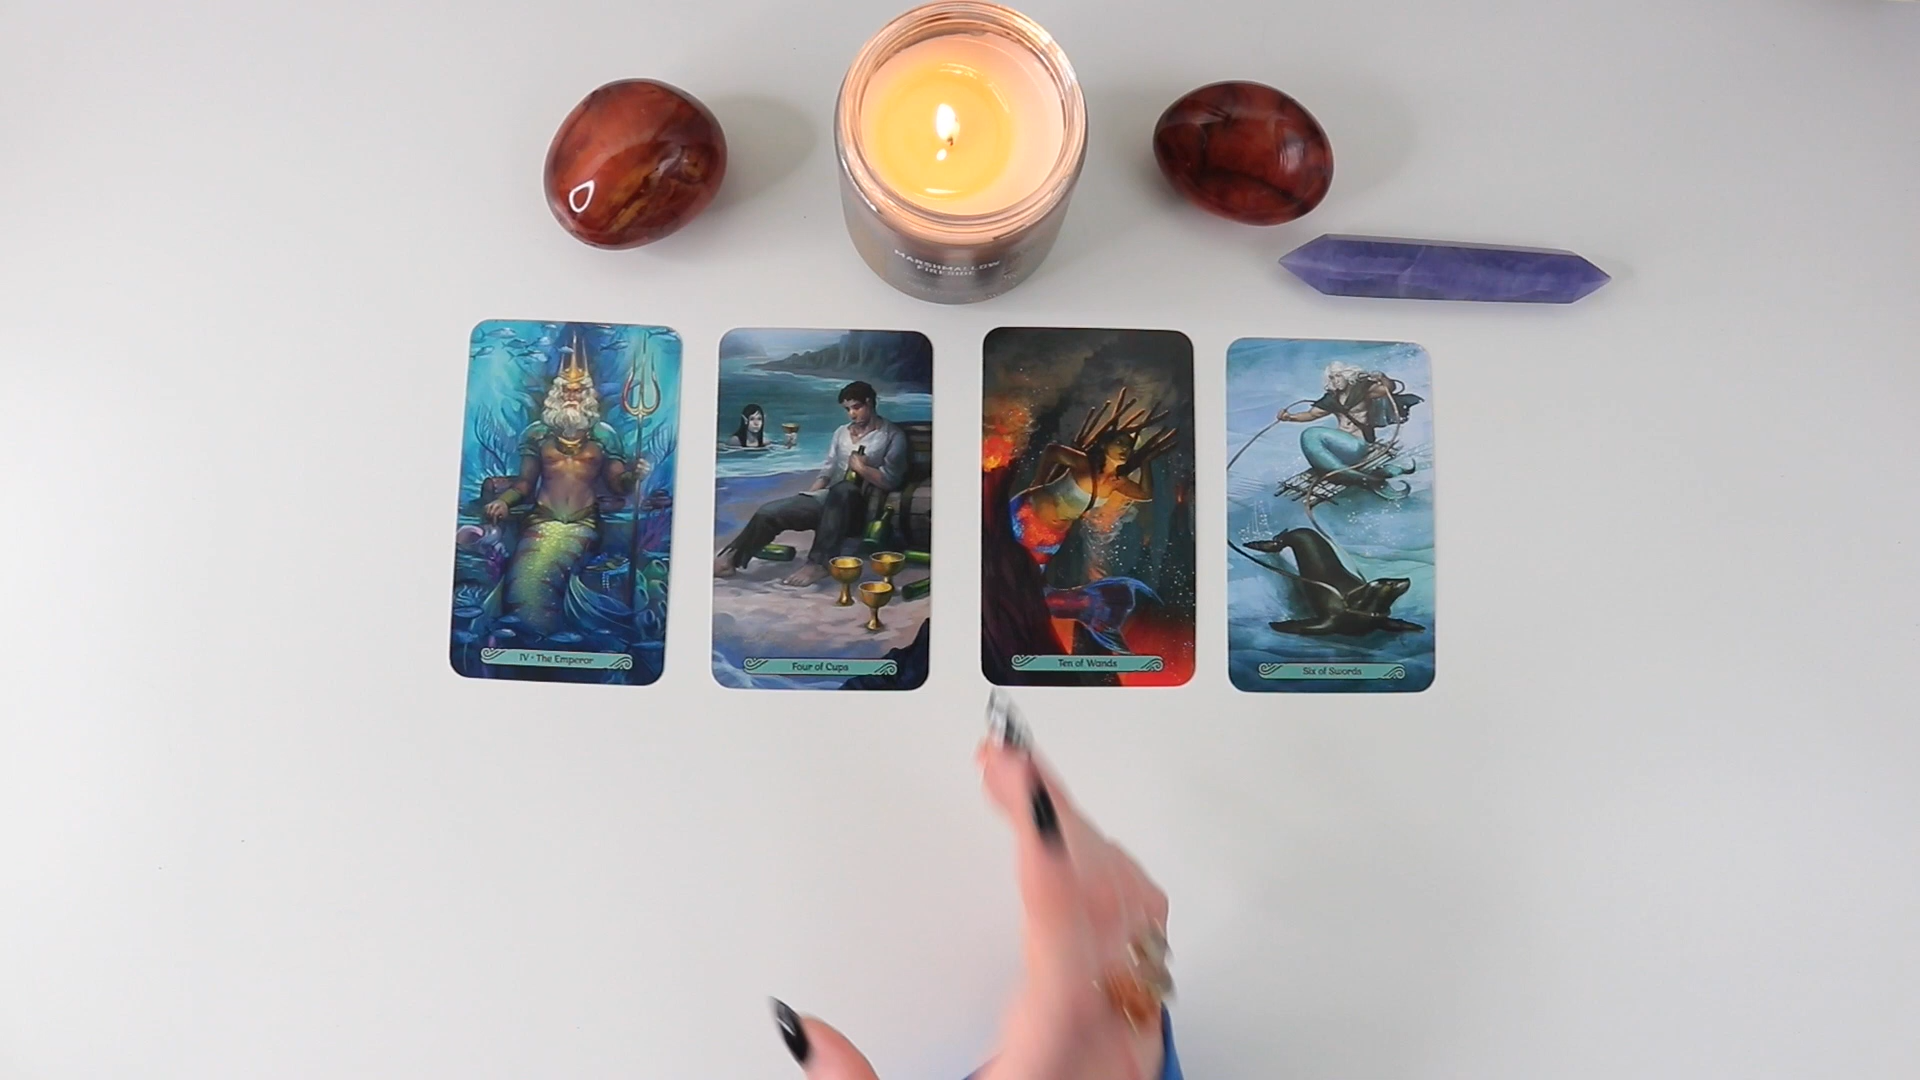 MARSHMALLOW
FIRESIDE
IV • The Emperor
Four of Cups
Ten of Wands
Six of Swords